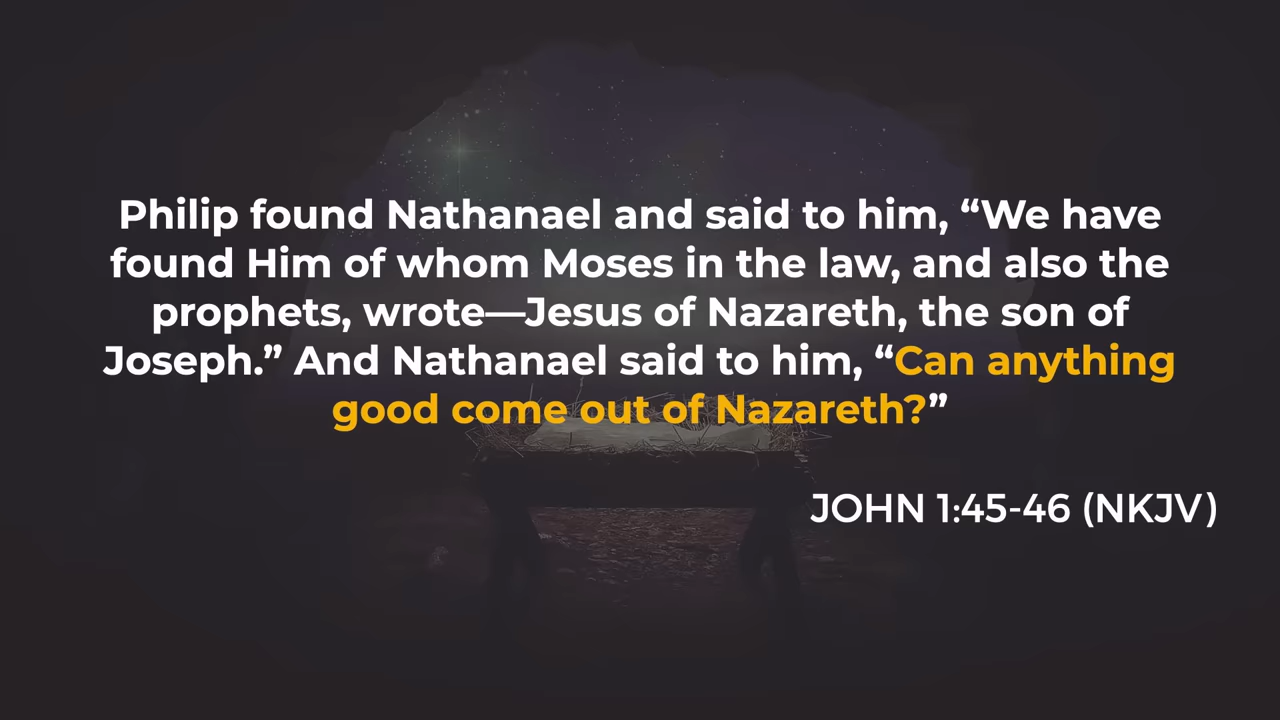 Philip found Nathanael and said to him, “We have
found Him of whom Moses in the law, and also the
prophets, wrote—Jesus of Nazareth, the son of
Joseph.” And Nathanael said to him, “Can anything
good come out of Nazareth?”
JOHN 1:45-46 (NKJV)